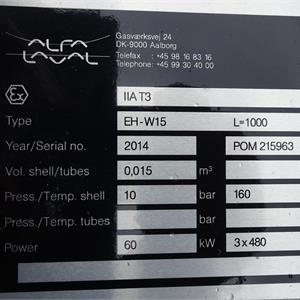 ALFA
LAVAL
Gasværksvej 24
DK-9000 Aalborg
Telefax : +45 98 16 83 16
Telephone: +45 99 30 40 00
Ex IIA T3
Type EH-W15 L=1000
Year/Serial no. 2014 POM 215963
Vol. shell/tubes 0,015 m³
Press./Temp. shell 10 bar 160
Press./Temp. tubes bar
Power 60 kW 3x480